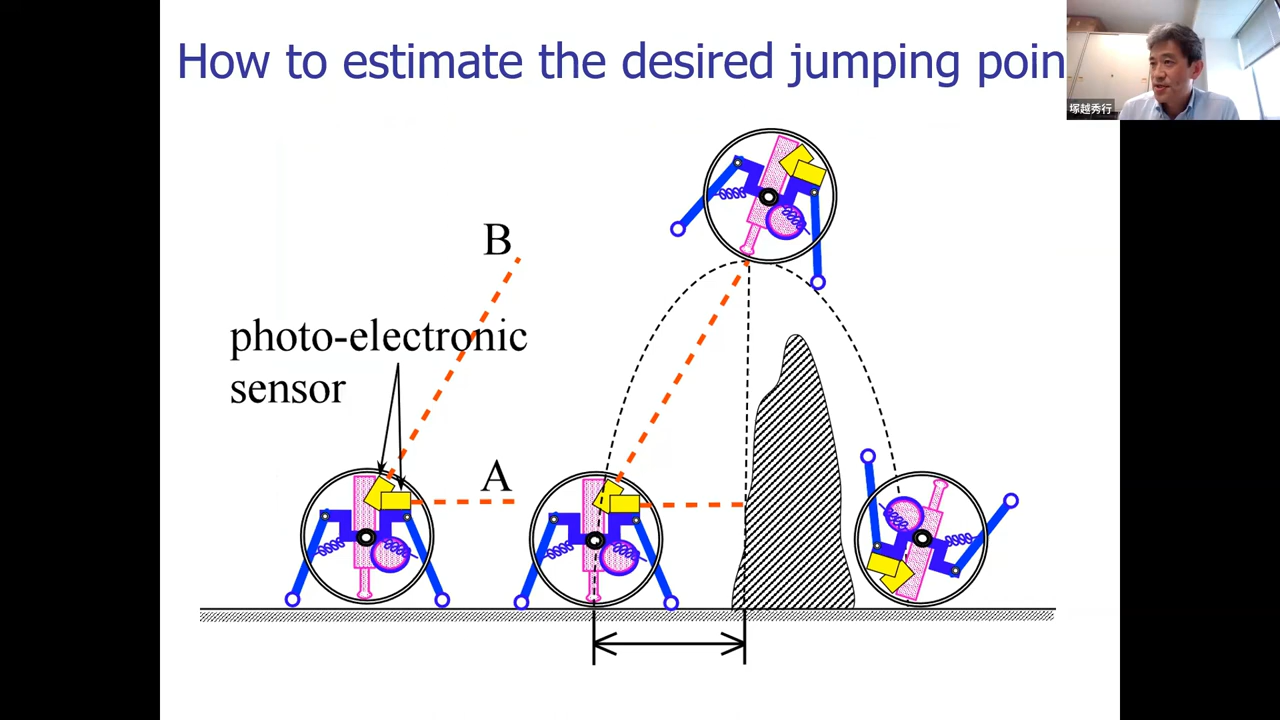 How to estimate the desired jumping poin
塚越秀行
B
photo-electronic
sensor
A